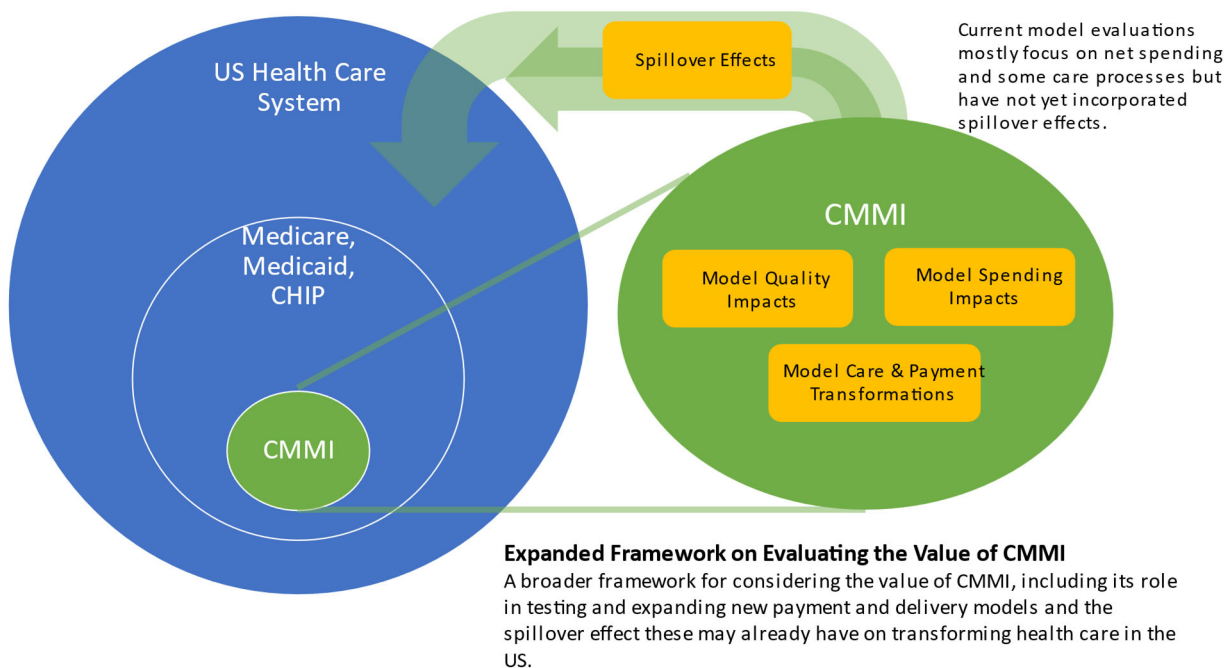 US Health Care
System
Medicare,
Medicaid,
CHIP
CMMI
Spillover Effects
Current model evaluations
mostly focus on net spending
and some care processes but
have not yet incorporated
spillover effects.
CMMI
Model Quality
Impacts
Model Spending
Impacts
Model Care & Payment
Transformations
Expanded Framework on Evaluating the Value of CMMI
A broader framework for considering the value of CMMI, including its role
in testing and expanding new payment and delivery models and the
spillover effect these may already have on transforming health care in the
US.